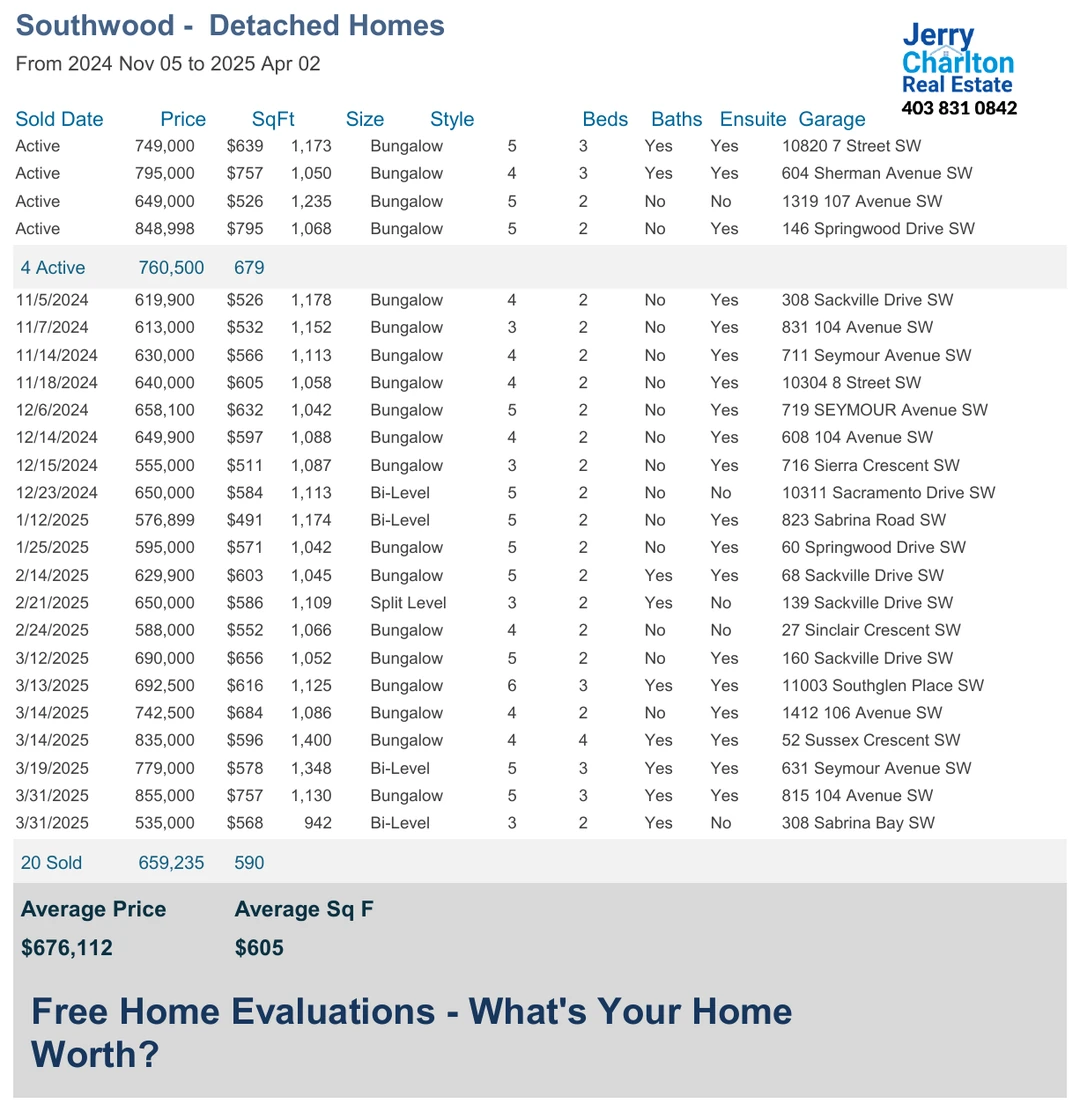 Southwood -  Detached Homes
Jerry
Charlton
Real Estate
403 831 0842
From 2024 Nov 05 to 2025 Apr 02
Sold Date Price SqFt Size Style Beds Baths Ensuite Garage
Active 749,000 $639 1,173 Bungalow 5 3 Yes Yes 10820 7 Street SW
Active 795,000 $757 1,050 Bungalow 4 3 Yes Yes 604 Sherman Avenue SW
Active 649,000 $526 1,235 Bungalow 5 2 No No 1319 107 Avenue SW
Active 848,998 $795 1,068 Bungalow 5 2 No Yes 146 Springwood Drive SW
4 Active 760,500 679
11/5/2024 619,900 $526 1,178 Bungalow 4 2 No Yes 308 Sackville Drive SW
11/7/2024 613,000 $532 1,152 Bungalow 3 2 No Yes 831 104 Avenue SW
11/14/2024 630,000 $566 1,113 Bungalow 4 2 No Yes 711 Seymour Avenue SW
11/18/2024 640,000 $605 1,058 Bungalow 4 2 No Yes 10304 8 Street SW
12/6/2024 658,100 $632 1,042 Bungalow 5 2 No Yes 719 SEYMOUR Avenue SW
12/14/2024 649,900 $597 1,088 Bungalow 4 2 No Yes 608 104 Avenue SW
12/15/2024 555,000 $511 1,087 Bungalow 3 2 No Yes 716 Sierra Crescent SW
12/23/2024 650,000 $584 1,113 Bi-Level 5 2 No No 10311 Sacramento Drive SW
1/12/2025 576,899 $491 1,174 Bi-Level 5 2 No Yes 823 Sabrina Road SW
1/25/2025 595,000 $571 1,042 Bungalow 5 2 No Yes 60 Springwood Drive SW
2/14/2025 629,900 $603 1,045 Bungalow 5 2 Yes Yes 68 Sackville Drive SW
2/21/2025 650,000 $586 1,109 Split Level 3 2 Yes No 139 Sackville Drive SW
2/24/2025 588,000 $552 1,066 Bungalow 4 2 No No 27 Sinclair Crescent SW
3/12/2025 690,000 $656 1,052 Bungalow 5 2 No Yes 160 Sackville Drive SW
3/13/2025 692,500 $616 1,125 Bungalow 6 3 Yes Yes 11003 Southglen Place SW
3/14/2025 742,500 $684 1,086 Bungalow 4 2 No Yes 1412 106 Avenue SW
3/14/2025 835,000 $596 1,400 Bungalow 4 4 Yes Yes 52 Sussex Crescent SW
3/19/2025 779,000 $578 1,348 Bi-Level 5 3 Yes Yes 631 Seymour Avenue SW
3/31/2025 855,000 $757 1,130 Bungalow 5 3 Yes Yes 815 104 Avenue SW
3/31/2025 535,000 $568 942 Bi-Level 3 2 Yes No 308 Sabrina Bay SW
20 Sold 659,235 590
Average Price Average Sq F
$676,112 $605
Free Home Evaluations - What's Your Home
Worth?